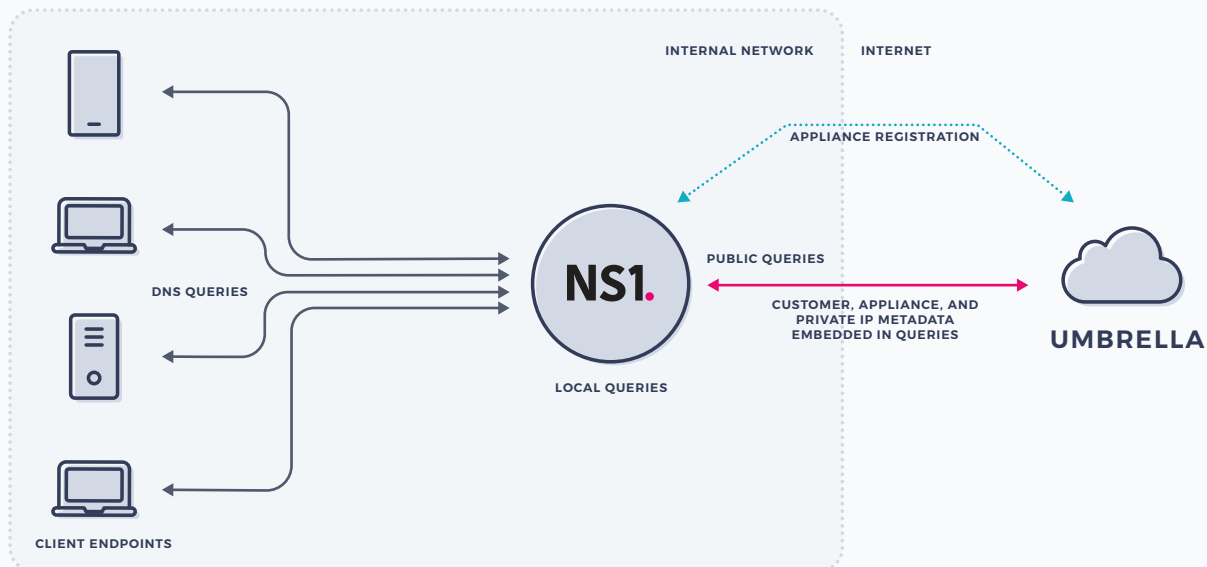 INTERNAL NETWORK
INTERNET
APPLIANCE REGISTRATION
PUBLIC QUERIES
DNS QUERIES
NS1.
CUSTOMER, APPLIANCE, AND
PRIVATE IP METADATA
EMBEDDED IN QUERIES
UMBRELLA
LOCAL QUERIES
CLIENT ENDPOINTS